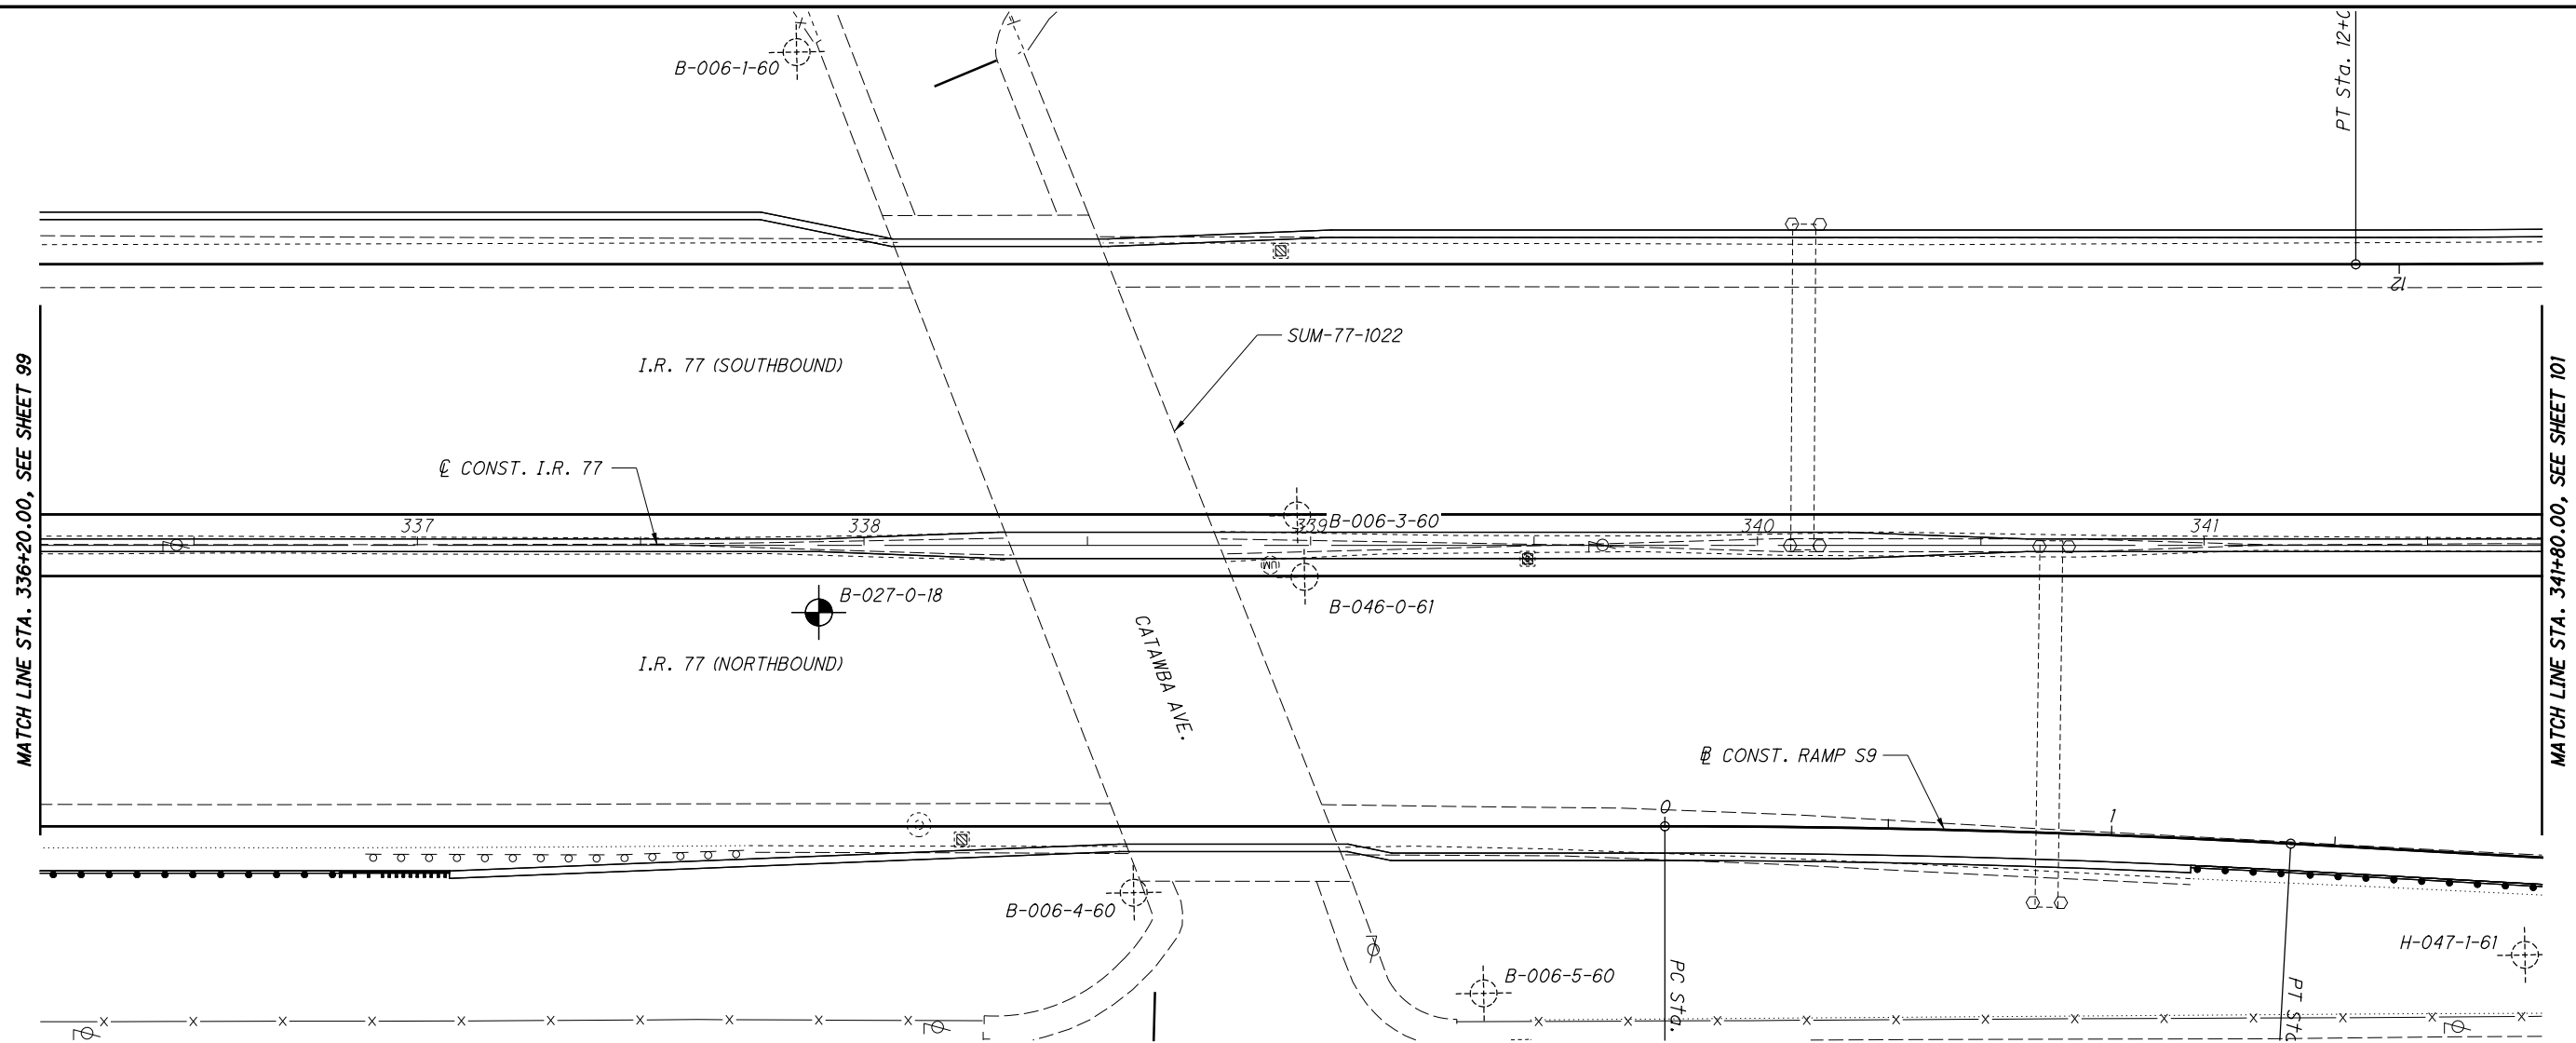 PT Sta. 12+0
B-006-1-60
12
SUM-77-1022
I.R. 77 (SOUTHBOUND)
MATCH LINE STA. 336+20.00, SEE SHEET 99
MATCH LINE STA. 341+80.00, SEE SHEET 101
℄ CONST. I.R. 77
337
338
339
B-006-3-60
340
341
(UM)
B-027-0-18
B-046-0-61
CATAWBA AVE.
I.R. 77 (NORTHBOUND)
B CONST. RAMP S9
0
1
B-006-4-60
H-047-1-61
B-006-5-60
PC Sta.
PT Sta